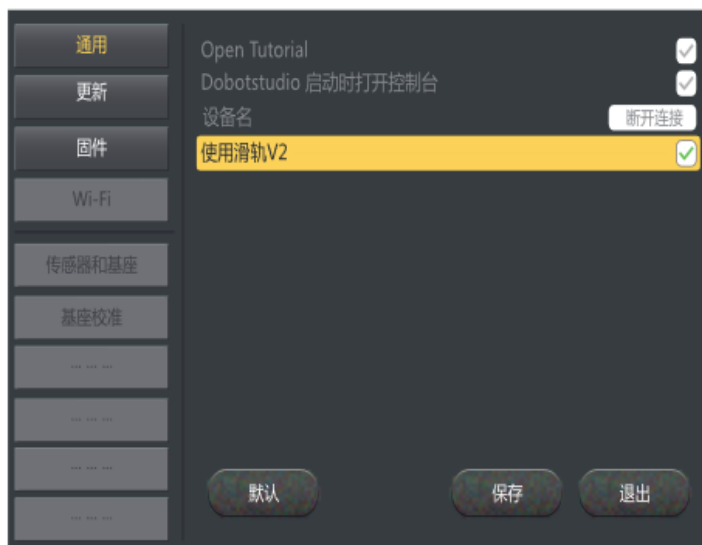 通用
更新
固件
Wi-Fi
传感器和基座
基座校准
... ... ...
... ... ...
... ... ...
... ... ...
Open Tutorial
Dobotstudio 启动时打开控制台
设备名 断开连接
使用滑轨V2
默认 保存 退出